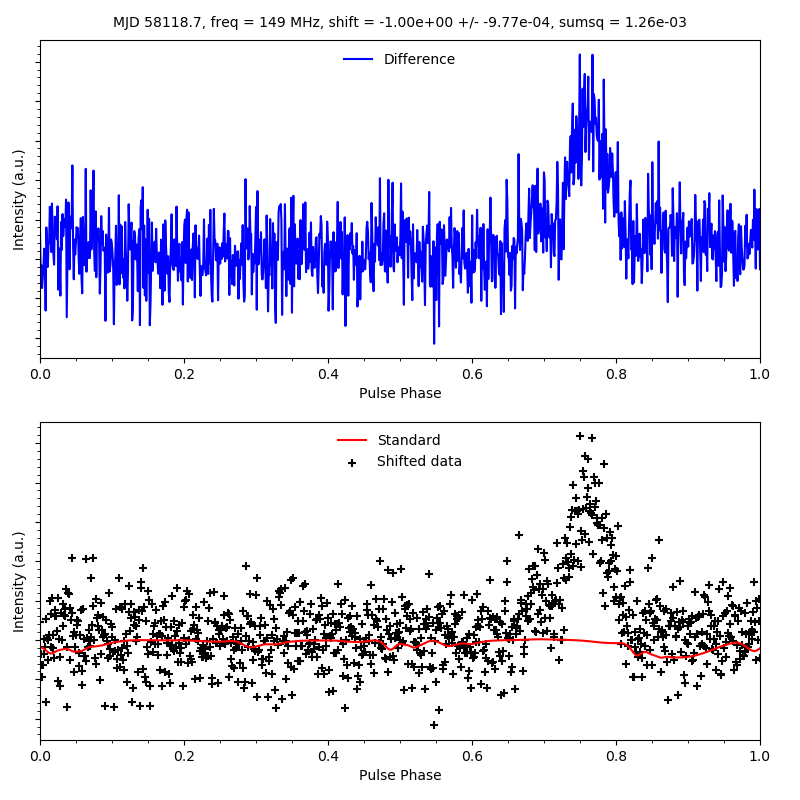 MJD 58118.7, freq = 149 MHz, shift = -1.00e+00 +/- -9.77e-04, sumsq = 1.26e-03
Difference
Intensity (a.u.)
0.0 0.2 0.4 0.6 0.8 1.0
Pulse Phase
Standard
Shifted data
Intensity (a.u.)
0.0 0.2 0.4 0.6 0.8 1.0
Pulse Phase